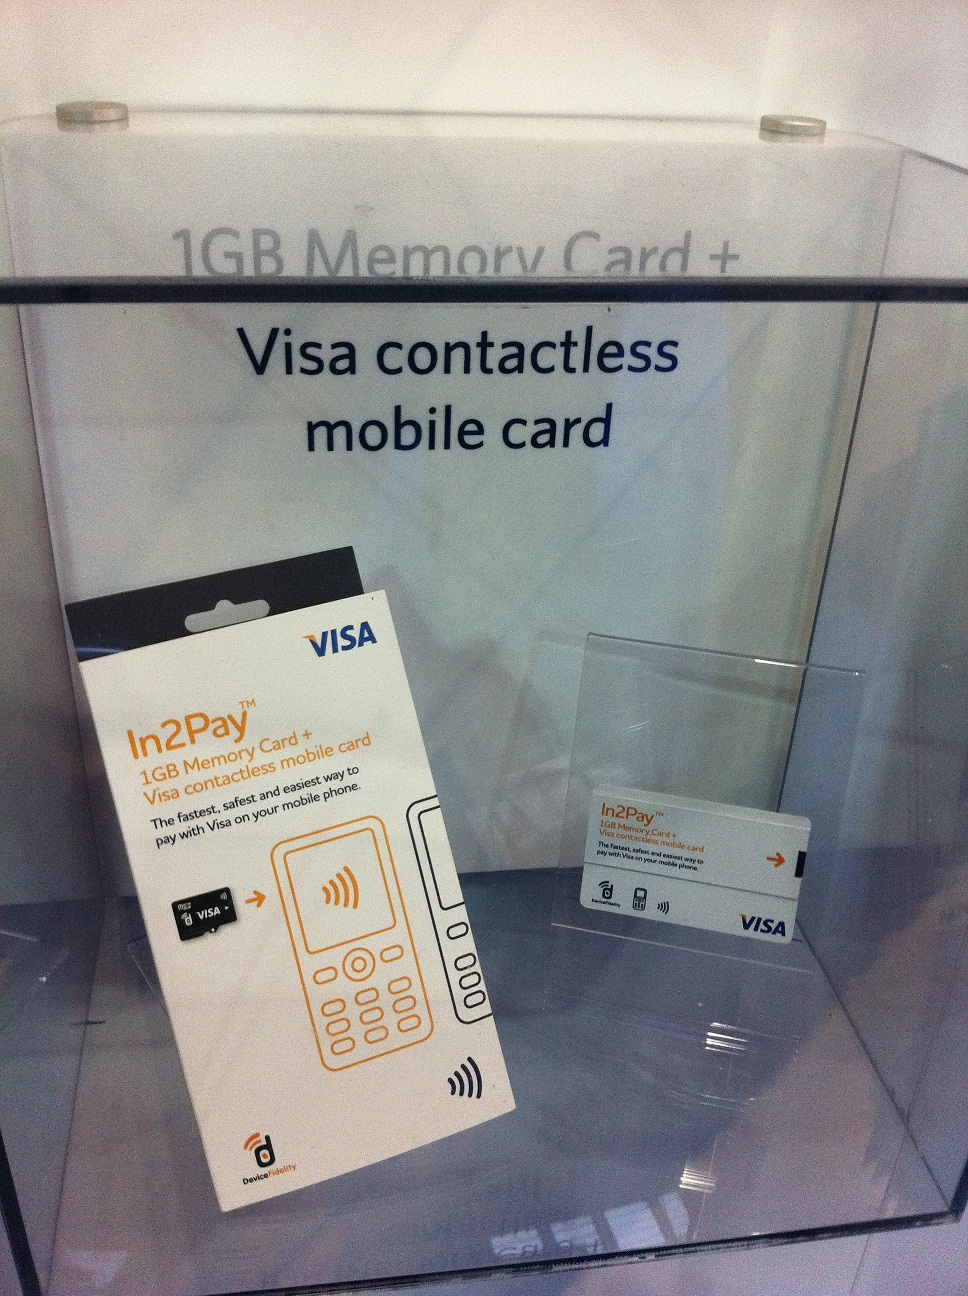 1GB Memory Card +
Visa contactless
mobile card
VISA
In2Pay™
1GB Memory Card +
Visa contactless mobile card
The fastest, safest and easiest way to
pay with Visa on your mobile phone.
micro
VISA
DeviceFidelity
In2Pay™
1GB Memory Card +
Visa contactless mobile card
The fastest, safest and easiest way to
pay with Visa on your mobile phone.
DeviceFidelity
VISA